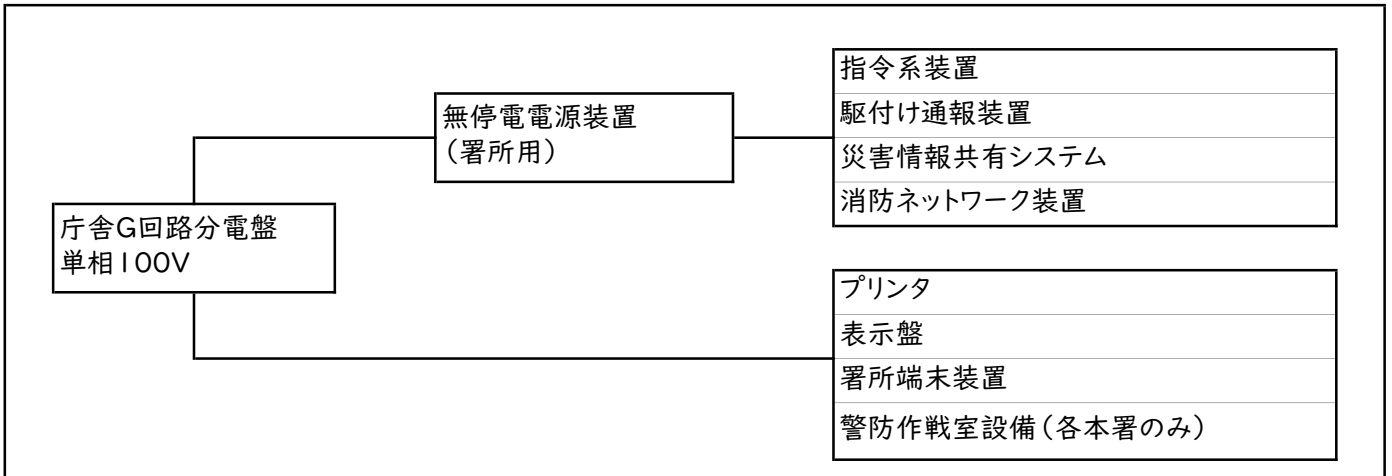 庁舎G回路分電盤
単相100V
無停電電源装置
(署所用)
指令系装置
駆付け通報装置
災害情報共有システム
消防ネットワーク装置
プリンタ
表示盤
署所端末装置
警防作戦室設備(各本署のみ)